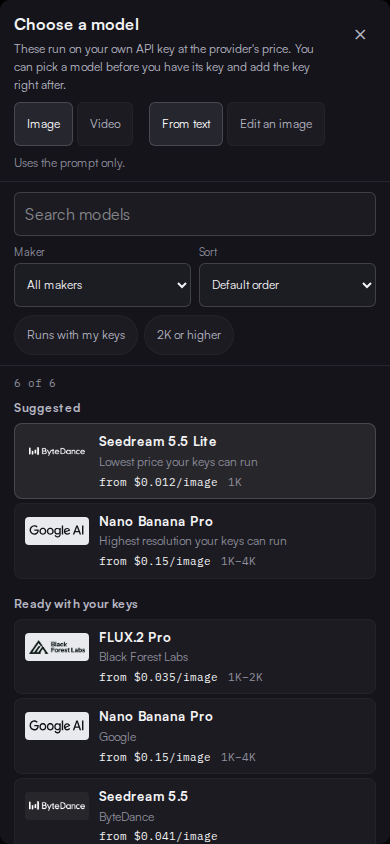 Choose a model
These run on your own API key at the provider's price. You
can pick a model before you have its key and add the key
right after.
Image Video From text Edit an image
Uses the prompt only.
Search models
Maker Sort
All makers Default order
Runs with my keys 2K or higher
6 of 6
Suggested
ByteDance
Seedream 5.5 Lite
Lowest price your keys can run
from $0.012/image 1K
Google AI
Nano Banana Pro
Highest resolution your keys can run
from $0.15/image 1K–4K
Ready with your keys
Black
Forest Labs
FLUX.2 Pro
Black Forest Labs
from $0.035/image 1K–2K
Google AI
Nano Banana Pro
Google
from $0.15/image 1K–4K
ByteDance
Seedream 5.5
ByteDance
from $0.041/image